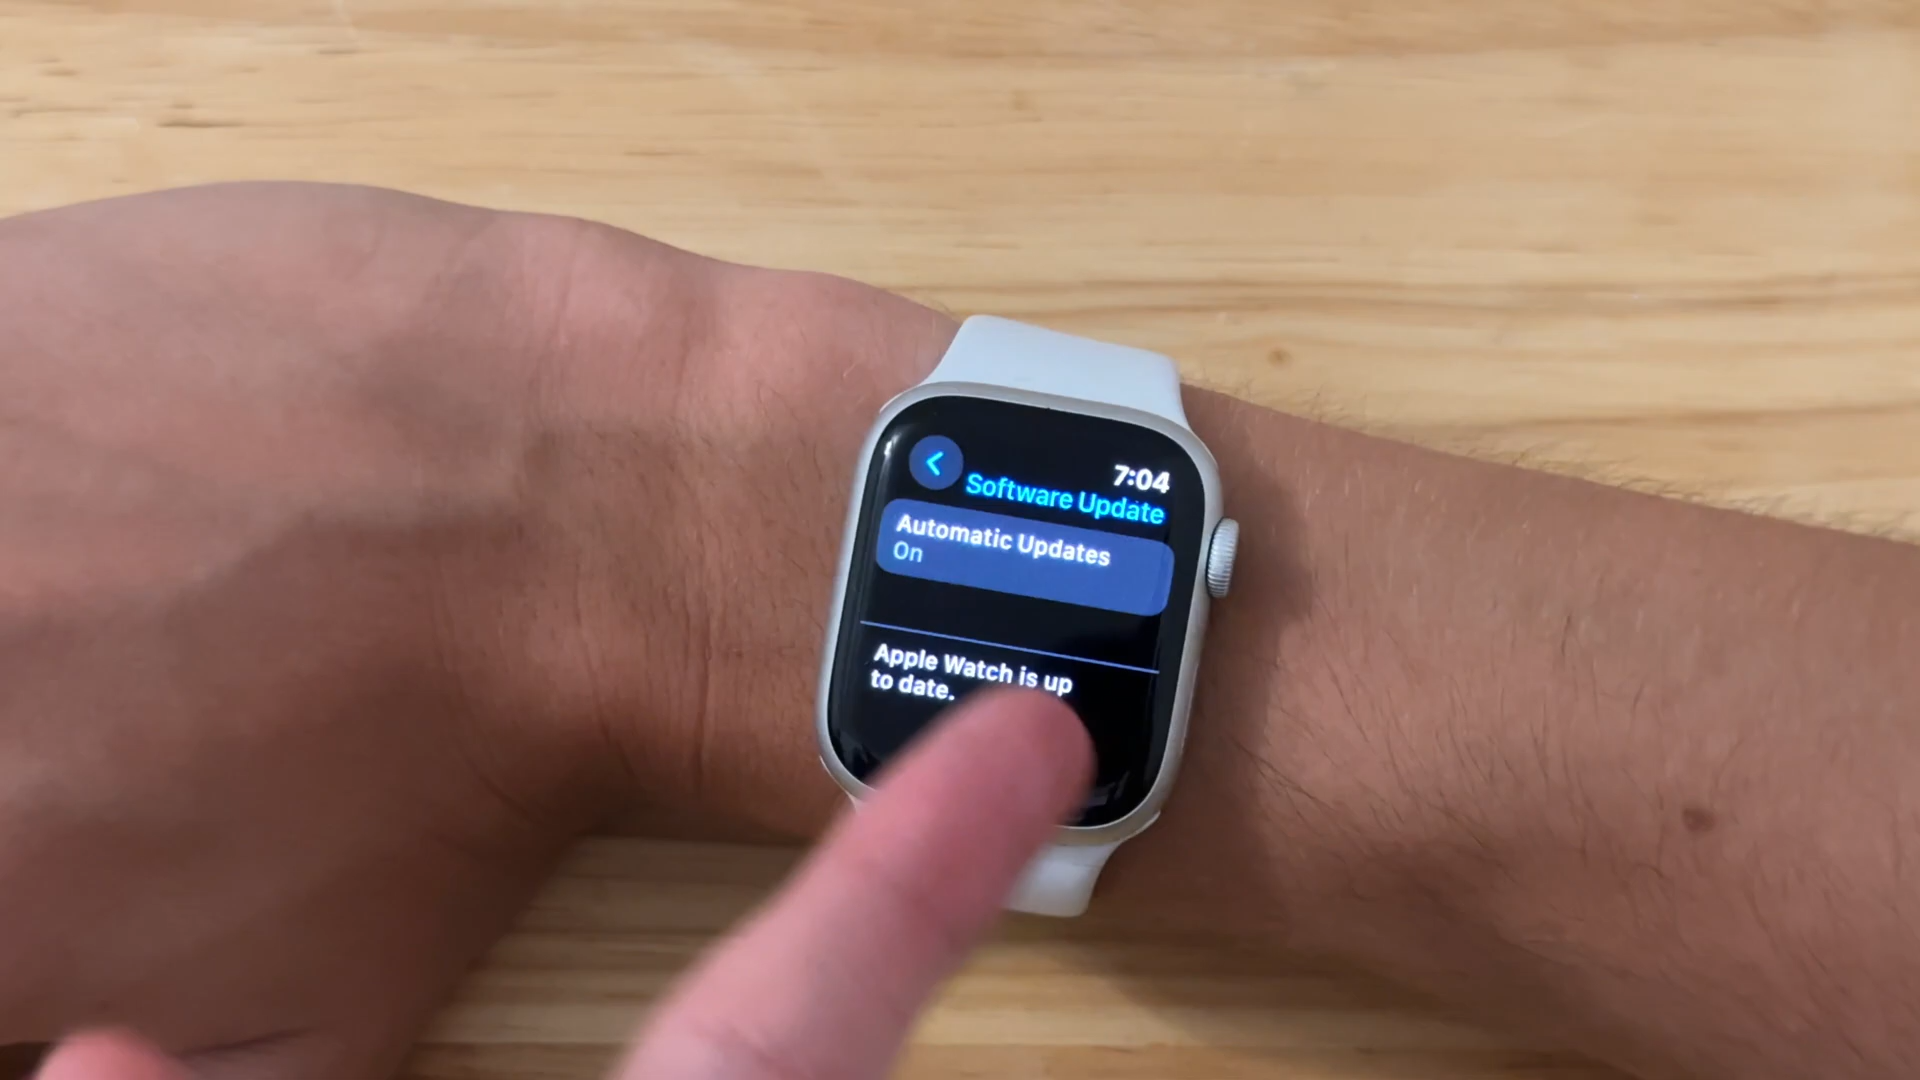 7:04
Software Update
Automatic Updates
On
Apple Watch is up
to date.